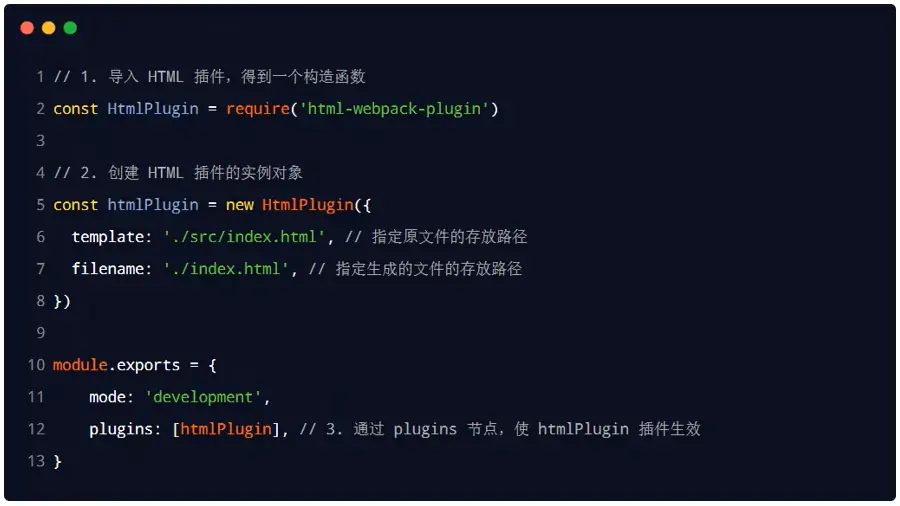 1 // 1. 导入 HTML 插件，得到一个构造函数
2 const HtmlPlugin = require('html-webpack-plugin')
3
4 // 2. 创建 HTML 插件的实例对象
5 const htmlPlugin = new HtmlPlugin({
6   template: './src/index.html', // 指定原文件的存放路径
7   filename: './index.html', // 指定生成的文件的存放路径
8 })
9
10 module.exports = {
11     mode: 'development',
12     plugins: [htmlPlugin], // 3. 通过 plugins 节点，使 htmlPlugin 插件生效
13 }